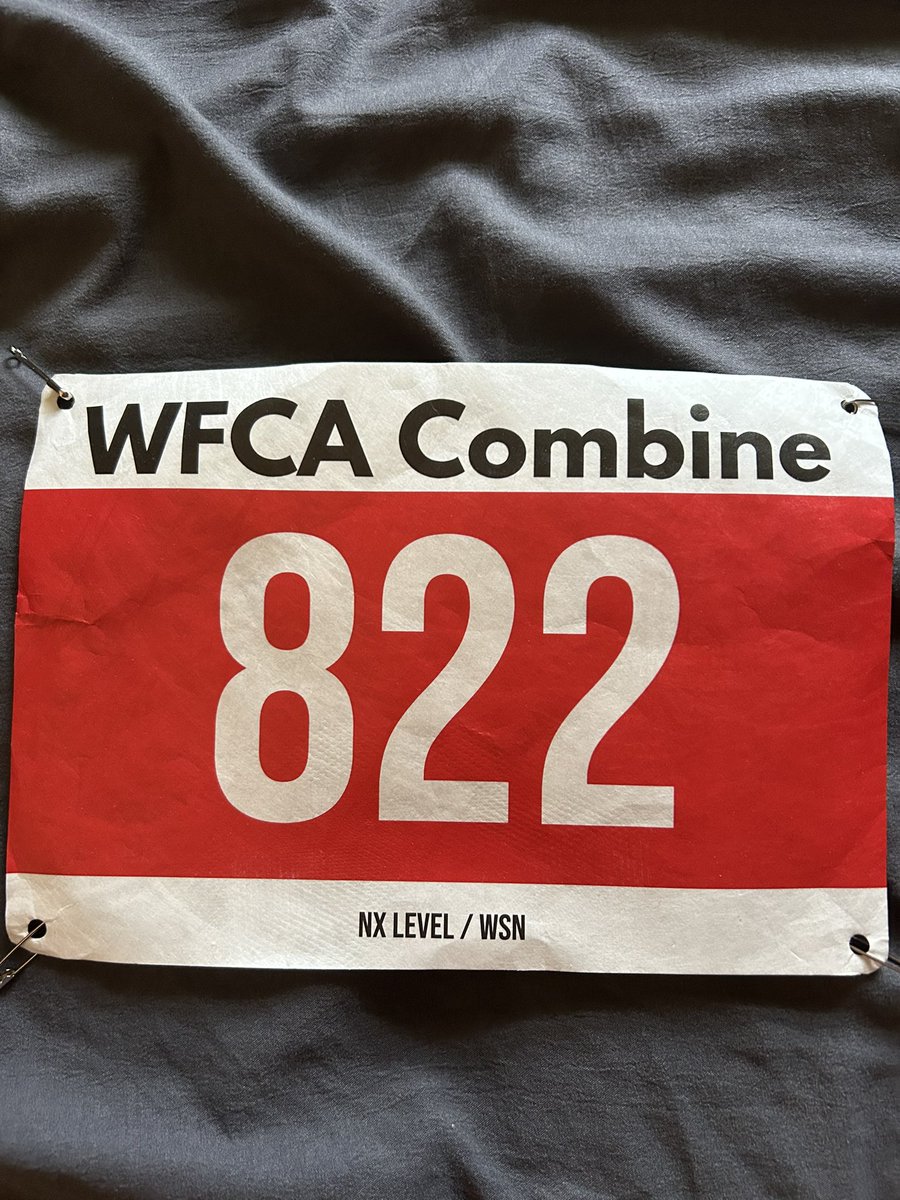 WFCA Combine
822
NX LEVEL / WSN